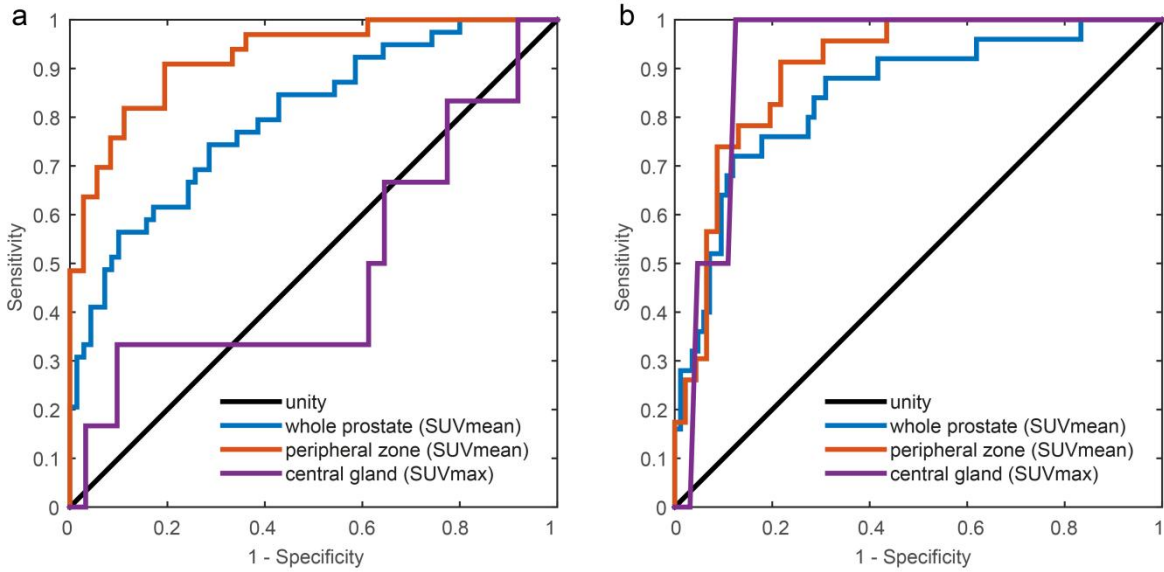 a
1
0.9
0.8
0.7
0.6
0.5
0.4
0.3
0.2
0.1
0
Sensitivity
unity
whole prostate (SUVmean)
peripheral zone (SUVmean)
central gland (SUVmax)
0 0.2 0.4 0.6 0.8 1
1 - Specificity
b
1
0.9
0.8
0.7
0.6
0.5
0.4
0.3
0.2
0.1
0
Sensitivity
unity
whole prostate (SUVmean)
peripheral zone (SUVmean)
central gland (SUVmax)
0 0.2 0.4 0.6 0.8 1
1 - Specificity